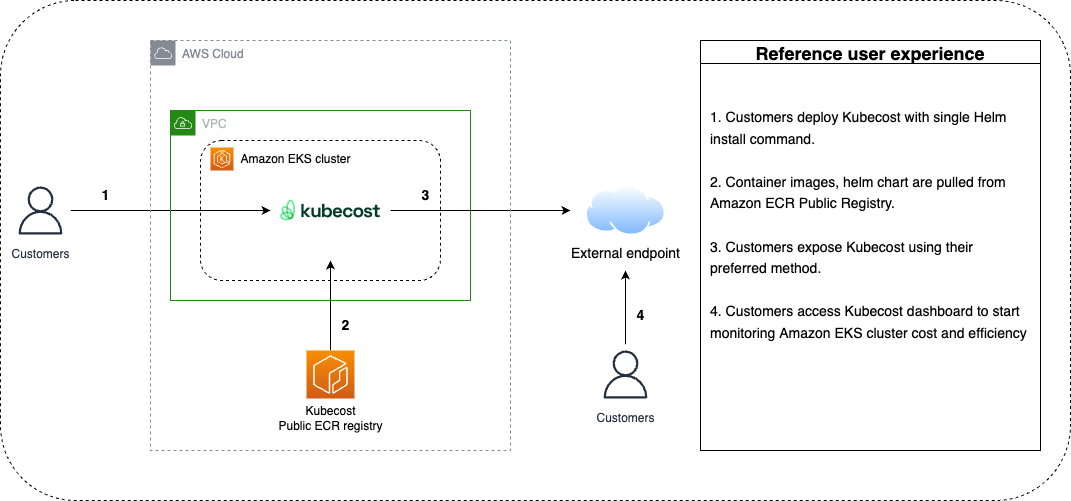 AWS Cloud
VPC
Amazon EKS cluster
1
kubecost
3
Customers
External endpoint
2
4
Kubecost
Public ECR registry
Customers
Reference user experience
1. Customers deploy Kubecost with single Helm
install command.
2. Container images, helm chart are pulled from
Amazon ECR Public Registry.
3. Customers expose Kubecost using their
preferred method.
4. Customers access Kubecost dashboard to start
monitoring Amazon EKS cluster cost and efficiency